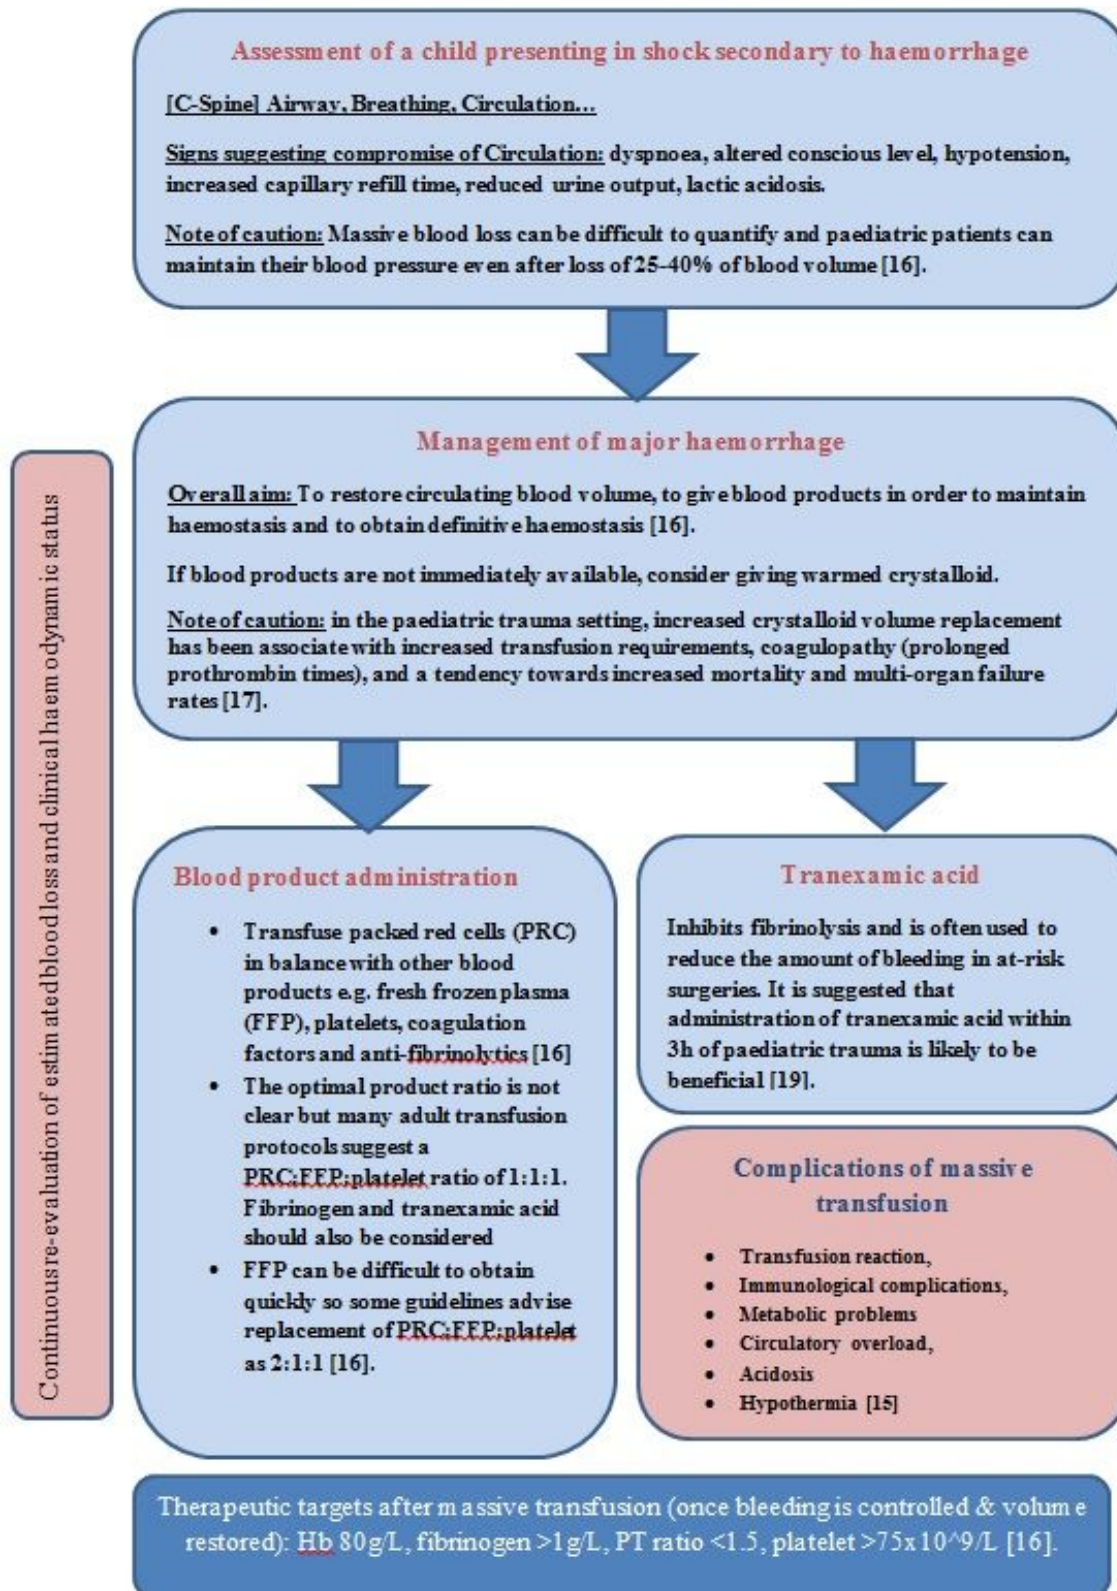 Assessment of a child presenting in shock secondary to haemorrhage
[C-Spine] Airway, Breathing, Circulation...
Signs suggesting compromise of Circulation: dyspnoea, altered conscious level, hypotension,
increased capillary refill time, reduced urine output, lactic acidosis.
Note of caution: Massive blood loss can be difficult to quantify and paediatric patients can
maintain their blood pressure even after loss of 25-40% of blood volume [16].
Management of major haemorrhage
Overall aim: To restore circulating blood volume, to give blood products in order to maintain
haemostasis and to obtain definitive haemostasis [16].
If blood products are not immediately available, consider giving warmed crystalloid.
Note of caution: in the paediatric trauma setting, increased crystalloid volume replacement
has been associate with increased transfusion requirements, coagulopathy (prolonged
prothrombin times), and a tendency towards increased mortality and multi-organ failure
rates [17].
Continuous re-evaluation of estimated blood loss and clinical haemodynamic status
Blood product administration
• Transfuse packed red cells (PRC)
in balance with other blood
products e.g. fresh frozen plasma
(FFP), platelets, coagulation
factors and anti-fibrinolytics [16]
• The optimal product ratio is not
clear but many adult transfusion
protocols suggest a
PRC:FFP:platelet ratio of 1:1:1.
Fibrinogen and tranexamic acid
should also be considered
• FFP can be difficult to obtain
quickly so some guidelines advise
replacement of PRC:FFP:platelet
as 2:1:1 [16].
Tranexamic acid
Inhibits fibrinolysis and is often used to
reduce the amount of bleeding in at-risk
surgeries. It is suggested that
administration of tranexamic acid within
3h of paediatric trauma is likely to be
beneficial [19].
Complications of massive
transfusion
• Transfusion reaction,
• Immunological complications,
• Metabolic problems
• Circulatory overload,
• Acidosis
• Hypothermia [15]
Therapeutic targets after massive transfusion (once bleeding is controlled & volume
restored): Hb 80g/L, fibrinogen >1g/L, PT ratio <1.5, platelet >75x10^9/L [16].